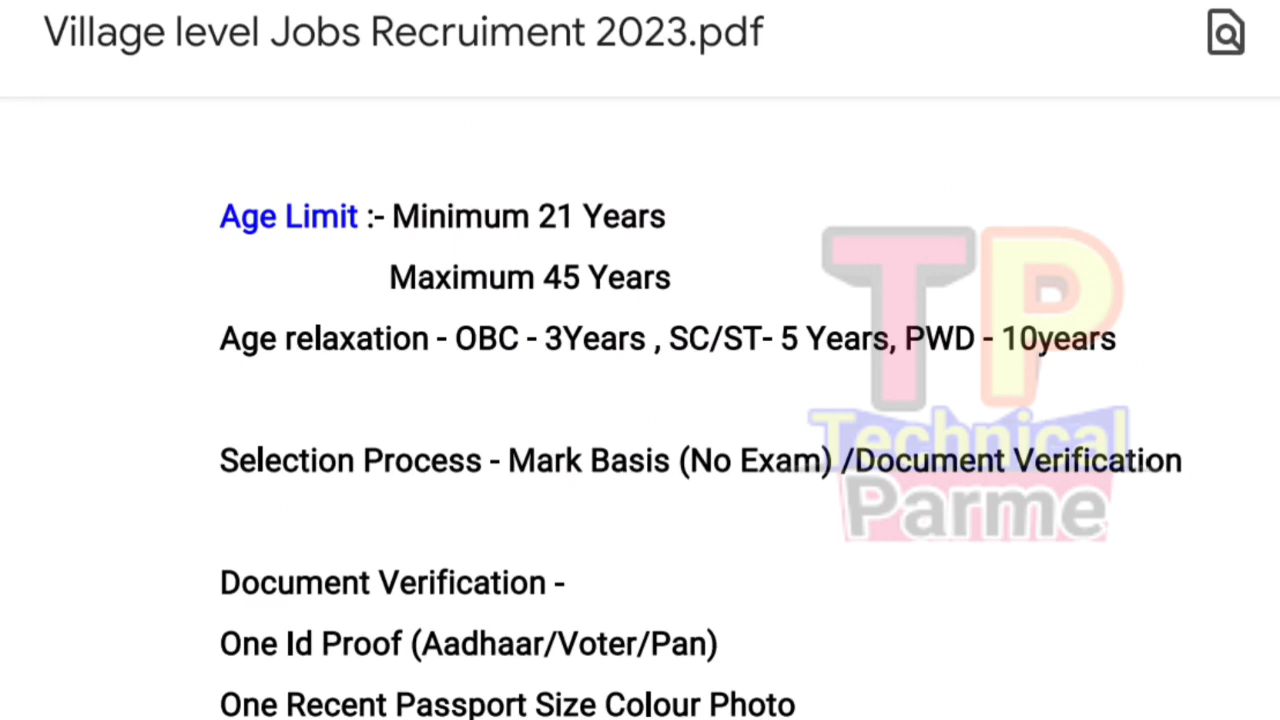 Village level Jobs Recruiment 2023.pdf
Age Limit :- Minimum 21 Years
Maximum 45 Years
Age relaxation - OBC - 3Years , SC/ST- 5 Years, PWD - 10years
TP
Technical
Selection Process - Mark Basis (No Exam) /Document Verification
Parme
Document Verification -
One Id Proof (Aadhaar/Voter/Pan)
One Recent Passport Size Colour Photo